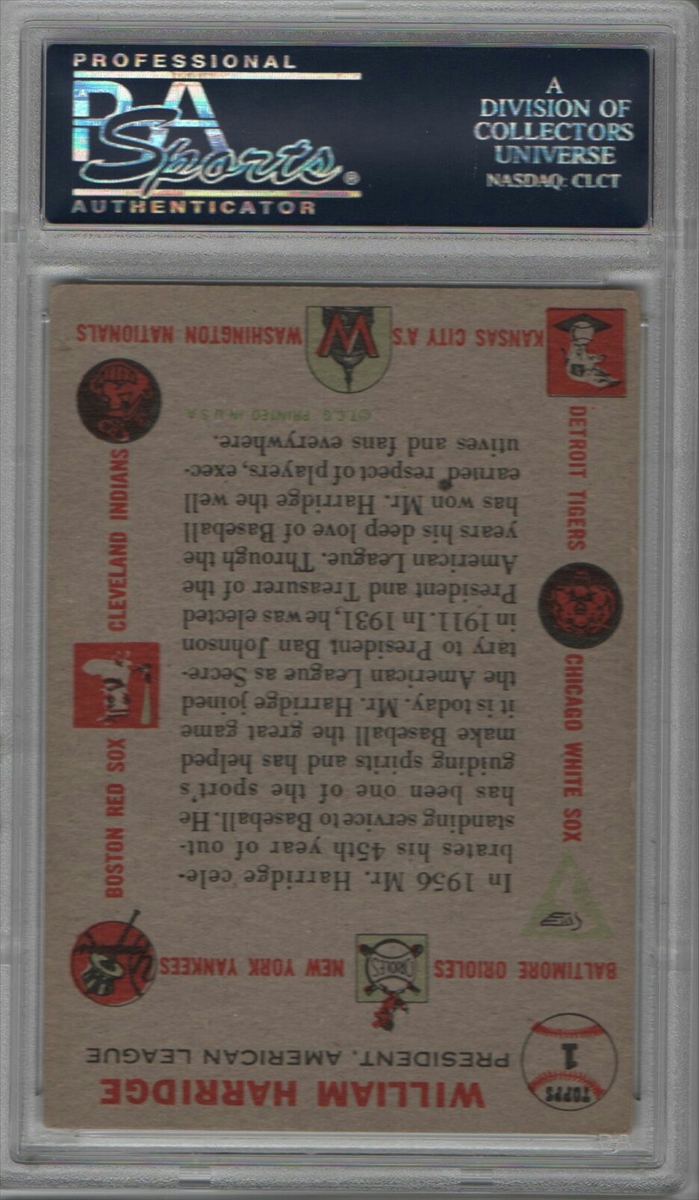 PROFESSIONAL
PSA
Sports®
AUTHENTICATOR
A
DIVISION OF
COLLECTORS
UNIVERSE
NASDAQ: CLCT
TOPPS
1
WILLIAM HARRIDGE
PRESIDENT, AMERICAN LEAGUE
BALTIMORE ORIOLES
ORIOLES
NEW YORK YANKEES
BOSTON RED SOX
CLEVELAND INDIANS
CHICAGO WHITE SOX
DETROIT TIGERS
In 1956 Mr. Harridge cele-
brates his 45th year of out-
standing service to Baseball. He
has been one of the sport's
guiding spirits and has helped
make Baseball the great game
it is today. Mr. Harridge joined
the American League as Secre-
tary to President Ban Johnson
in 1911. In 1931, he was elected
President and Treasurer of the
American League. Through the
years his deep love of Baseball
has won Mr. Harridge the well
earned respect of players, exec-
utives and fans everywhere.
©T.C.G. PRINTED IN U.S.A.
KANSAS CITY A'S
W
WASHINGTON NATIONALS